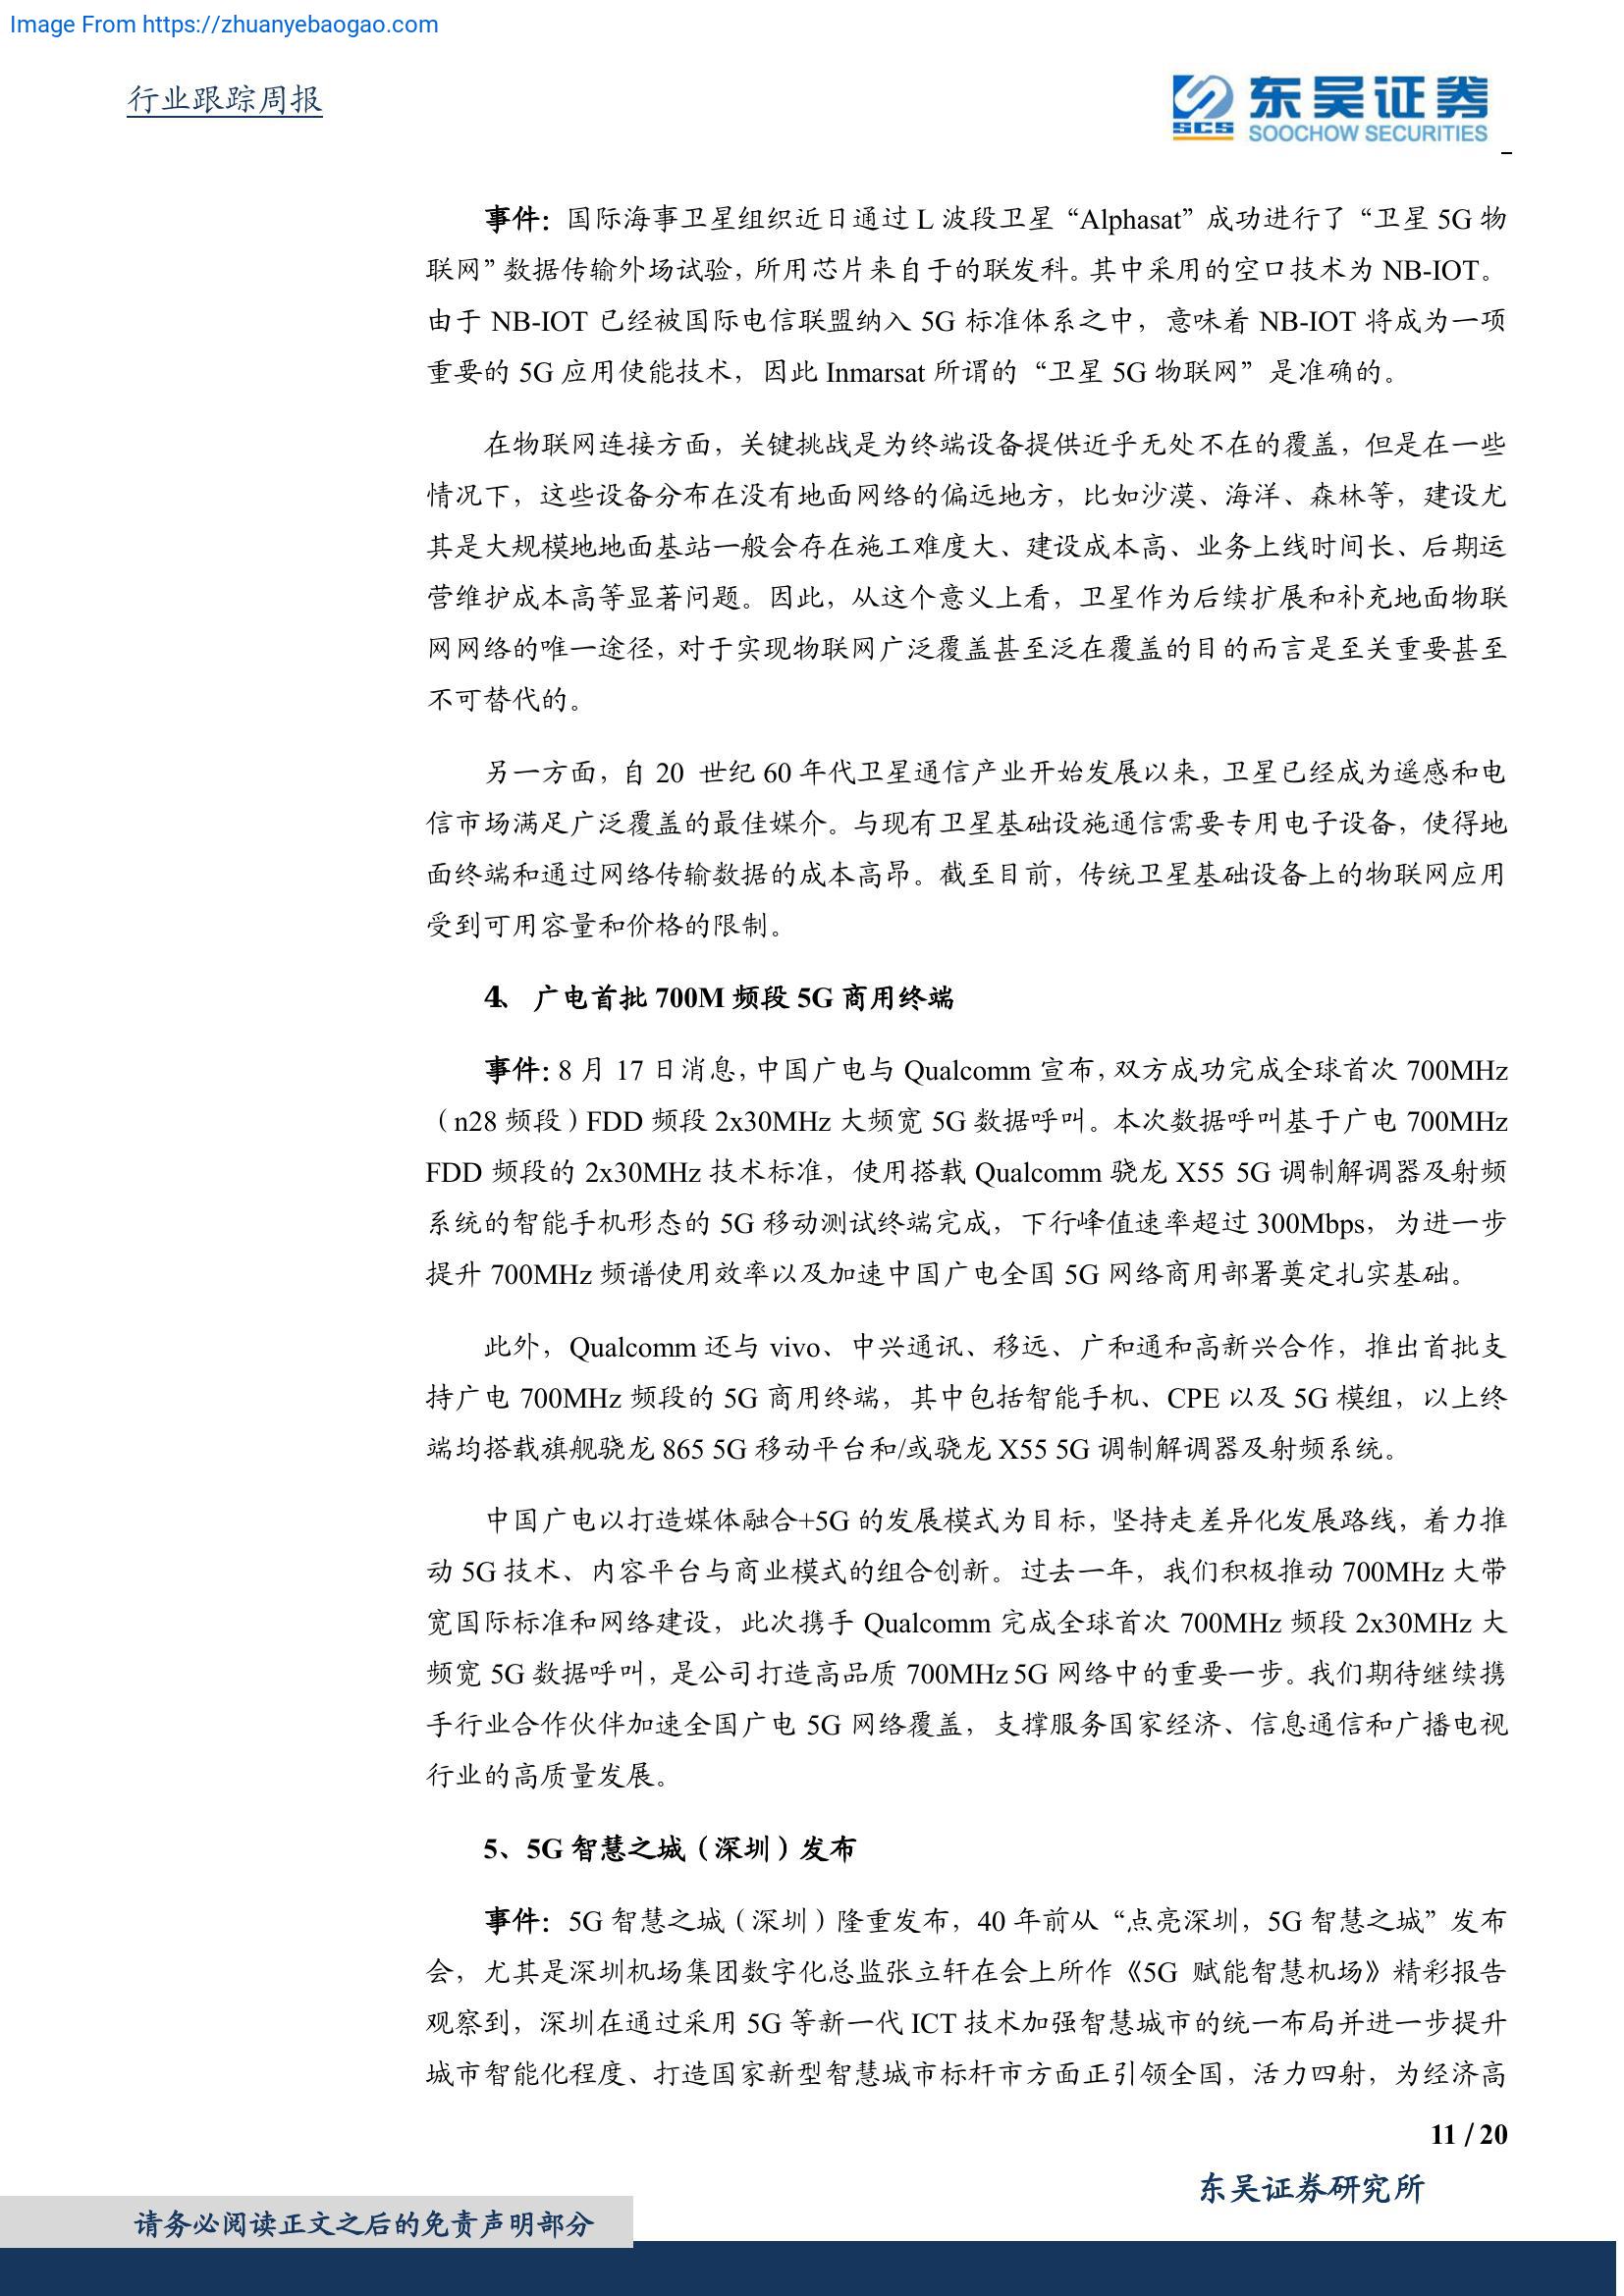 Image From https://zhuanyebaogao.com
行业跟踪周报
SCS 东吴证券
SOOCHOW SECURITIES
事件：国际海事卫星组织近日通过 L 波段卫星“Alphasat”成功进行了“卫星 5G 物
联网”数据传输外场试验，所用芯片来自于的联发科。其中采用的空口技术为 NB-IOT。
由于 NB-IOT 已经被国际电信联盟纳入 5G 标准体系之中，意味着 NB-IOT 将成为一项
重要的 5G 应用使能技术，因此 Inmarsat 所谓的“卫星 5G 物联网”是准确的。
在物联网连接方面，关键挑战是为终端设备提供近乎无处不在的覆盖，但是在一些
情况下，这些设备分布在没有地面网络的偏远地方，比如沙漠、海洋、森林等，建设尤
其是大规模地地面基站一般会存在施工难度大、建设成本高、业务上线时间长、后期运
营维护成本高等显著问题。因此，从这个意义上看，卫星作为后续扩展和补充地面物联
网网络的唯一途径，对于实现物联网广泛覆盖甚至泛在覆盖的目的而言是至关重要甚至
不可替代的。
另一方面，自 20 世纪 60 年代卫星通信产业开始发展以来，卫星已经成为遥感和电
信市场满足广泛覆盖的最佳媒介。与现有卫星基础设施通信需要专用电子设备，使得地
面终端和通过网络传输数据的成本高昂。截至目前，传统卫星基础设备上的物联网应用
受到可用容量和价格的限制。
4、 广电首批 700M 频段 5G 商用终端
事件：8 月 17 日消息，中国广电与 Qualcomm 宣布，双方成功完成全球首次 700MHz
（n28 频段）FDD 频段 2x30MHz 大频宽 5G 数据呼叫。本次数据呼叫基于广电 700MHz
FDD 频段的 2x30MHz 技术标准，使用搭载 Qualcomm 骁龙 X55 5G 调制解调器及射频
系统的智能手机形态的 5G 移动测试终端完成，下行峰值速率超过 300Mbps，为进一步
提升 700MHz 频谱使用效率以及加速中国广电全国 5G 网络商用部署奠定扎实基础。
此外，Qualcomm 还与 vivo、中兴通讯、移远、广和通和高新兴合作，推出首批支
持广电 700MHz 频段的 5G 商用终端，其中包括智能手机、CPE 以及 5G 模组，以上终
端均搭载旗舰骁龙 865 5G 移动平台和/或骁龙 X55 5G 调制解调器及射频系统。
中国广电以打造媒体融合+5G 的发展模式为目标，坚持走差异化发展路线，着力推
动 5G 技术、内容平台与商业模式的组合创新。过去一年，我们积极推动 700MHz 大带
宽国际标准和网络建设，此次携手 Qualcomm 完成全球首次 700MHz 频段 2x30MHz 大
频宽 5G 数据呼叫，是公司打造高品质 700MHz 5G 网络中的重要一步。我们期待继续携
手行业合作伙伴加速全国广电 5G 网络覆盖，支撑服务国家经济、信息通信和广播电视
行业的高质量发展。
5、5G 智慧之城（深圳）发布
事件：5G 智慧之城（深圳）隆重发布，40 年前从“点亮深圳，5G 智慧之城”发布
会，尤其是深圳机场集团数字化总监张立轩在会上所作《5G 赋能智慧机场》精彩报告
观察到，深圳在通过采用 5G 等新一代 ICT 技术加强智慧城市的统一布局并进一步提升
城市智能化程度、打造国家新型智慧城市标杆市方面正引领全国，活力四射，为经济高
11 / 20
东吴证券研究所
请务必阅读正文之后的免责声明部分